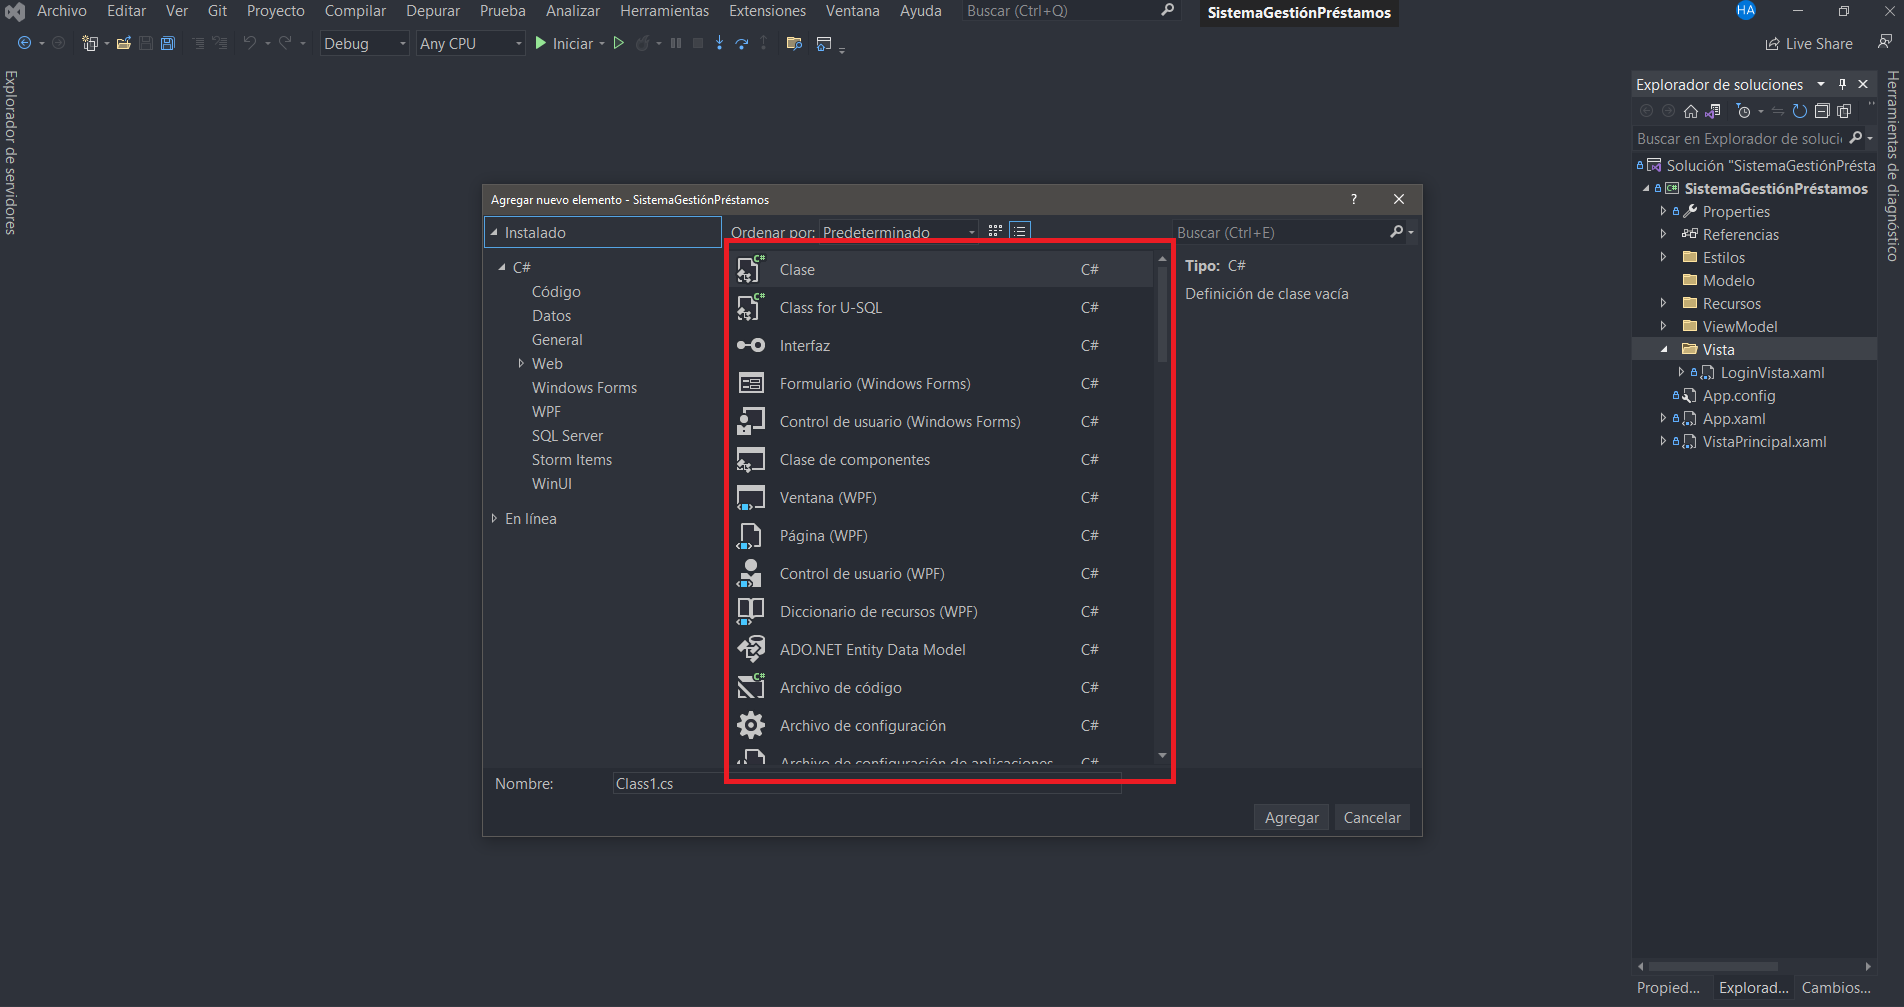 Archivo Editar Ver Git Proyecto Compilar Depurar Prueba Analizar Herramientas Extensiones Ventana Ayuda Buscar (Ctrl+Q) SistemaGestiónPréstamos HA
Debug Any CPU Iniciar Live Share
Explorador de servidores
Agregar nuevo elemento - SistemaGestiónPréstamos ?
Instalado
C#
Código
Datos
General
Web
Windows Forms
WPF
SQL Server
Storm Items
WinUI
En línea
Ordenar por: Predeterminado
Clase C#
Class for U-SQL C#
Interfaz C#
Formulario (Windows Forms) C#
Control de usuario (Windows Forms) C#
Clase de componentes C#
Ventana (WPF) C#
Página (WPF) C#
Control de usuario (WPF) C#
Diccionario de recursos (WPF) C#
ADO.NET Entity Data Model C#
Archivo de código C#
Archivo de configuración C#
Archivo de configuración de aplicaciones C#
Buscar (Ctrl+E)
Tipo: C#
Definición de clase vacía
Nombre: Class1.cs
Agregar Cancelar
Explorador de soluciones
Buscar en Explorador de soluci
Solución "SistemaGestiónPrésta
SistemaGestiónPréstamos
Properties
Referencias
Estilos
Modelo
Recursos
ViewModel
Vista
LoginVista.xaml
App.config
App.xaml
VistaPrincipal.xaml
Propied... Explorad... Cambios...
Herramientas de diagnóstico